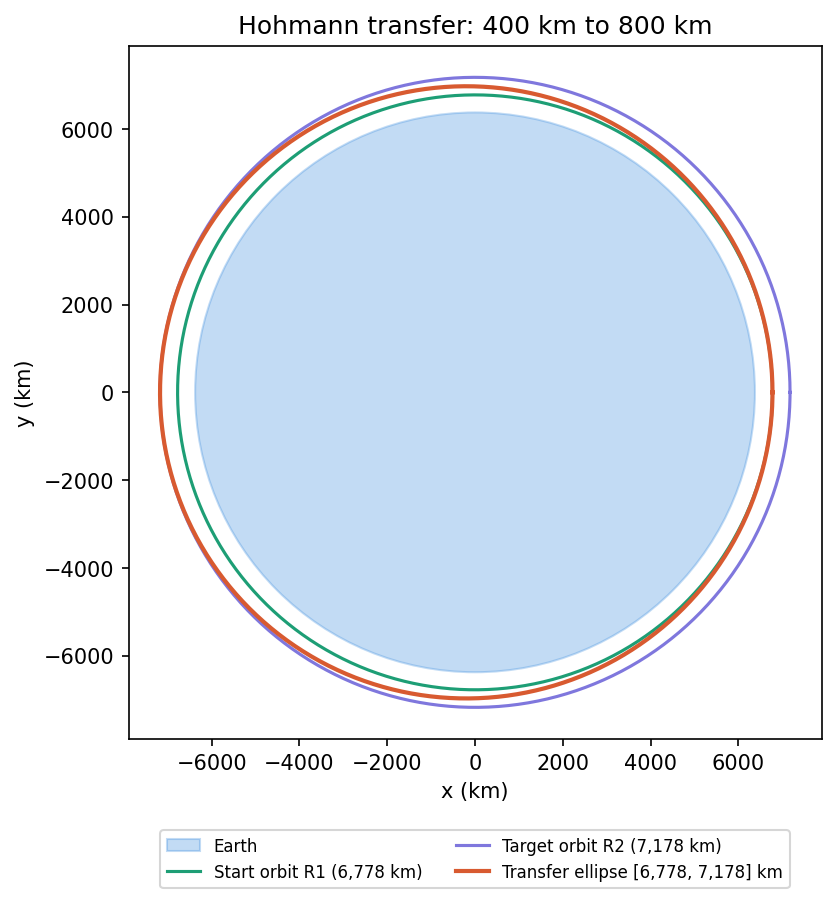 Hohmann transfer: 400 km to 800 km
6000
4000
2000
0
−2000
−4000
−6000
y (km)
−6000 −4000 −2000 0 2000 4000 6000
x (km)
Earth
Start orbit R1 (6,778 km)
Target orbit R2 (7,178 km)
Transfer ellipse [6,778, 7,178] km